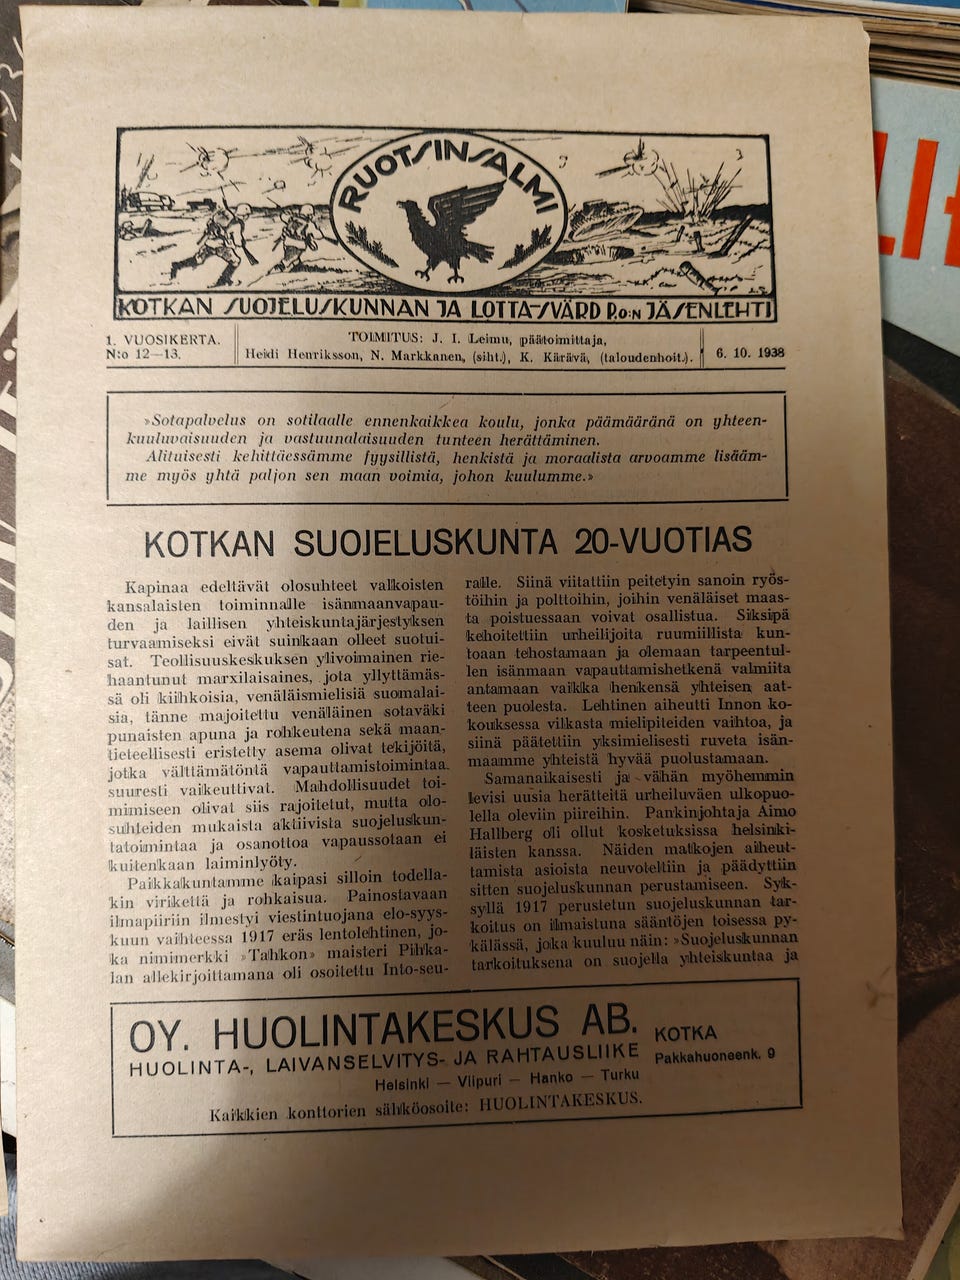 RUOTSINSALMI
KOTKAN SUOJELUSKUNNAN JA LOTTA-SVÄRD P.O:N JÄSENLEHTI
1. VUOSIKERTA.
N:o 12—13.
TOIMITUS: J. I. Leimu, päätoimittaja,
Heidi Henriksson, N. Markkanen, (siht.), K. Kärävä, (taloudenhoit.).
6. 10. 1938
»Sotapalvelus on sotilaalle ennenkaikkea koulu, jonka päämääränä on yhteen-
kuuluvaisuuden ja vastuunalaisuuden tunteen herättäminen.
Alituisesti kehittäessämme fyysillistä, henkistä ja moraalista arvoamme lisääm-
me myös yhtä paljon sen maan voimia, johon kuulumme.»
KOTKAN SUOJELUSKUNTA 20-VUOTIAS
Kapinaa edeltävät olosuhteet valkoisten
kansalaisten toiminnalle isänmaanvapau-
den ja laillisen yhteiskuntajärjestyksen
turvaamiseksi eivät suinkaan olleet suotui-
sat. Teollisuuskeskuksen ylivoimainen rie-
haantunut marxilaisaines, jota yllyttämäs-
sä oli kiihkoisia, venäläismielisiä suomalai-
sia, tänne majoitettu venäläinen sotaväki
punaisten apuna ja rohkeutena sekä maan-
tieteellisesti eristetty asema olivat tekijöitä,
jotka välttämätöntä vapauttamistoimintaa
suuresti vaikeuttivat. Mahdollisuudet toi-
mimiseen olivat siis rajoitetut, mutta olo-
suhteiden mukaista aktiivista suojeluskun-
tatoimintaa ja osanottoa vapaussotaan ei
kuitenkaan laiminlyöty.
Paikkakuntamme kaipasi silloin todella-
kin virikettä ja rohkaisua. Painostavaan
ilmapiiriin ilmestyi viestintuojana elo-syys-
kuun vaihteessa 1917 eräs lentolehtinen, jo-
ka nimimerkki »Tahkon» maisteri Pihka-
lan allekirjoittamana oli osoitettu Into-seu-
ralle. Siinä viitattiin peitetyin sanoin ryös-
töihin ja polttoihin, joihin venäläiset maas-
ta poistuessaan voivat osallistua. Siksipä
kehoitettiin urheilijoita ruumiillista kun-
toaan tehostamaan ja olemaan tarpeentul-
len isänmaan vapauttamishetkenä valmiita
antamaan vaikka henkensä yhteisen aat-
teen puolesta. Lehtinen aiheutti Innon ko-
kouksessa vilkasta mielipiteiden vaihtoa, ja
siinä päätettiin yksimielisesti ruveta isän-
maamme yhteistä hyvää puolustamaan.
Samanaikaisesti ja vähän myöhemmin
levisi uusia herätteitä urheiluväen ulkopuo-
lella oleviin piireihin. Pankinjohtaja Aimo
Hallberg oli ollut kosketuksissa helsinki-
läisten kanssa. Näiden matkojen aiheut-
tamista asioista neuvoteltiin ja päädyttiin
sitten suojeluskunnan perustamiseen. Syk-
syllä 1917 perustetun suojeluskunnan tar-
koitus on ilmaistuna sääntöjen toisessa py-
kälässä, joka kuuluu näin: »Suojeluskunnan
tarkoituksena on suojella yhteiskuntaa ja
OY. HUOLINTAKESKUS AB.
KOTKA
HUOLINTA-, LAIVANSELVITYS- JA RAHTAUSLIIKE
Pakkahuoneenk. 9
Helsinki — Viipuri — Hanko — Turku
Kaikkien konttorien sähköosoite: HUOLINTAKESKUS.